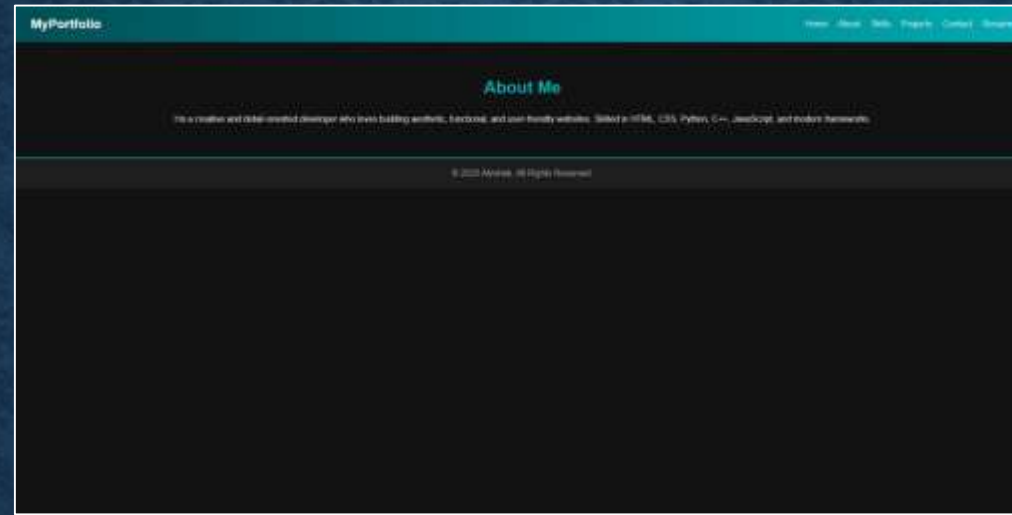 MyPortfolio
Home About Skills Projects Contact Resume
About Me
I'm a creative and detail-oriented developer who loves building aesthetic, functional, and user-friendly websites. Skilled in HTML, CSS, Python, C++, JavaScript, and modern frameworks.
© 2025 All Rights Reserved.